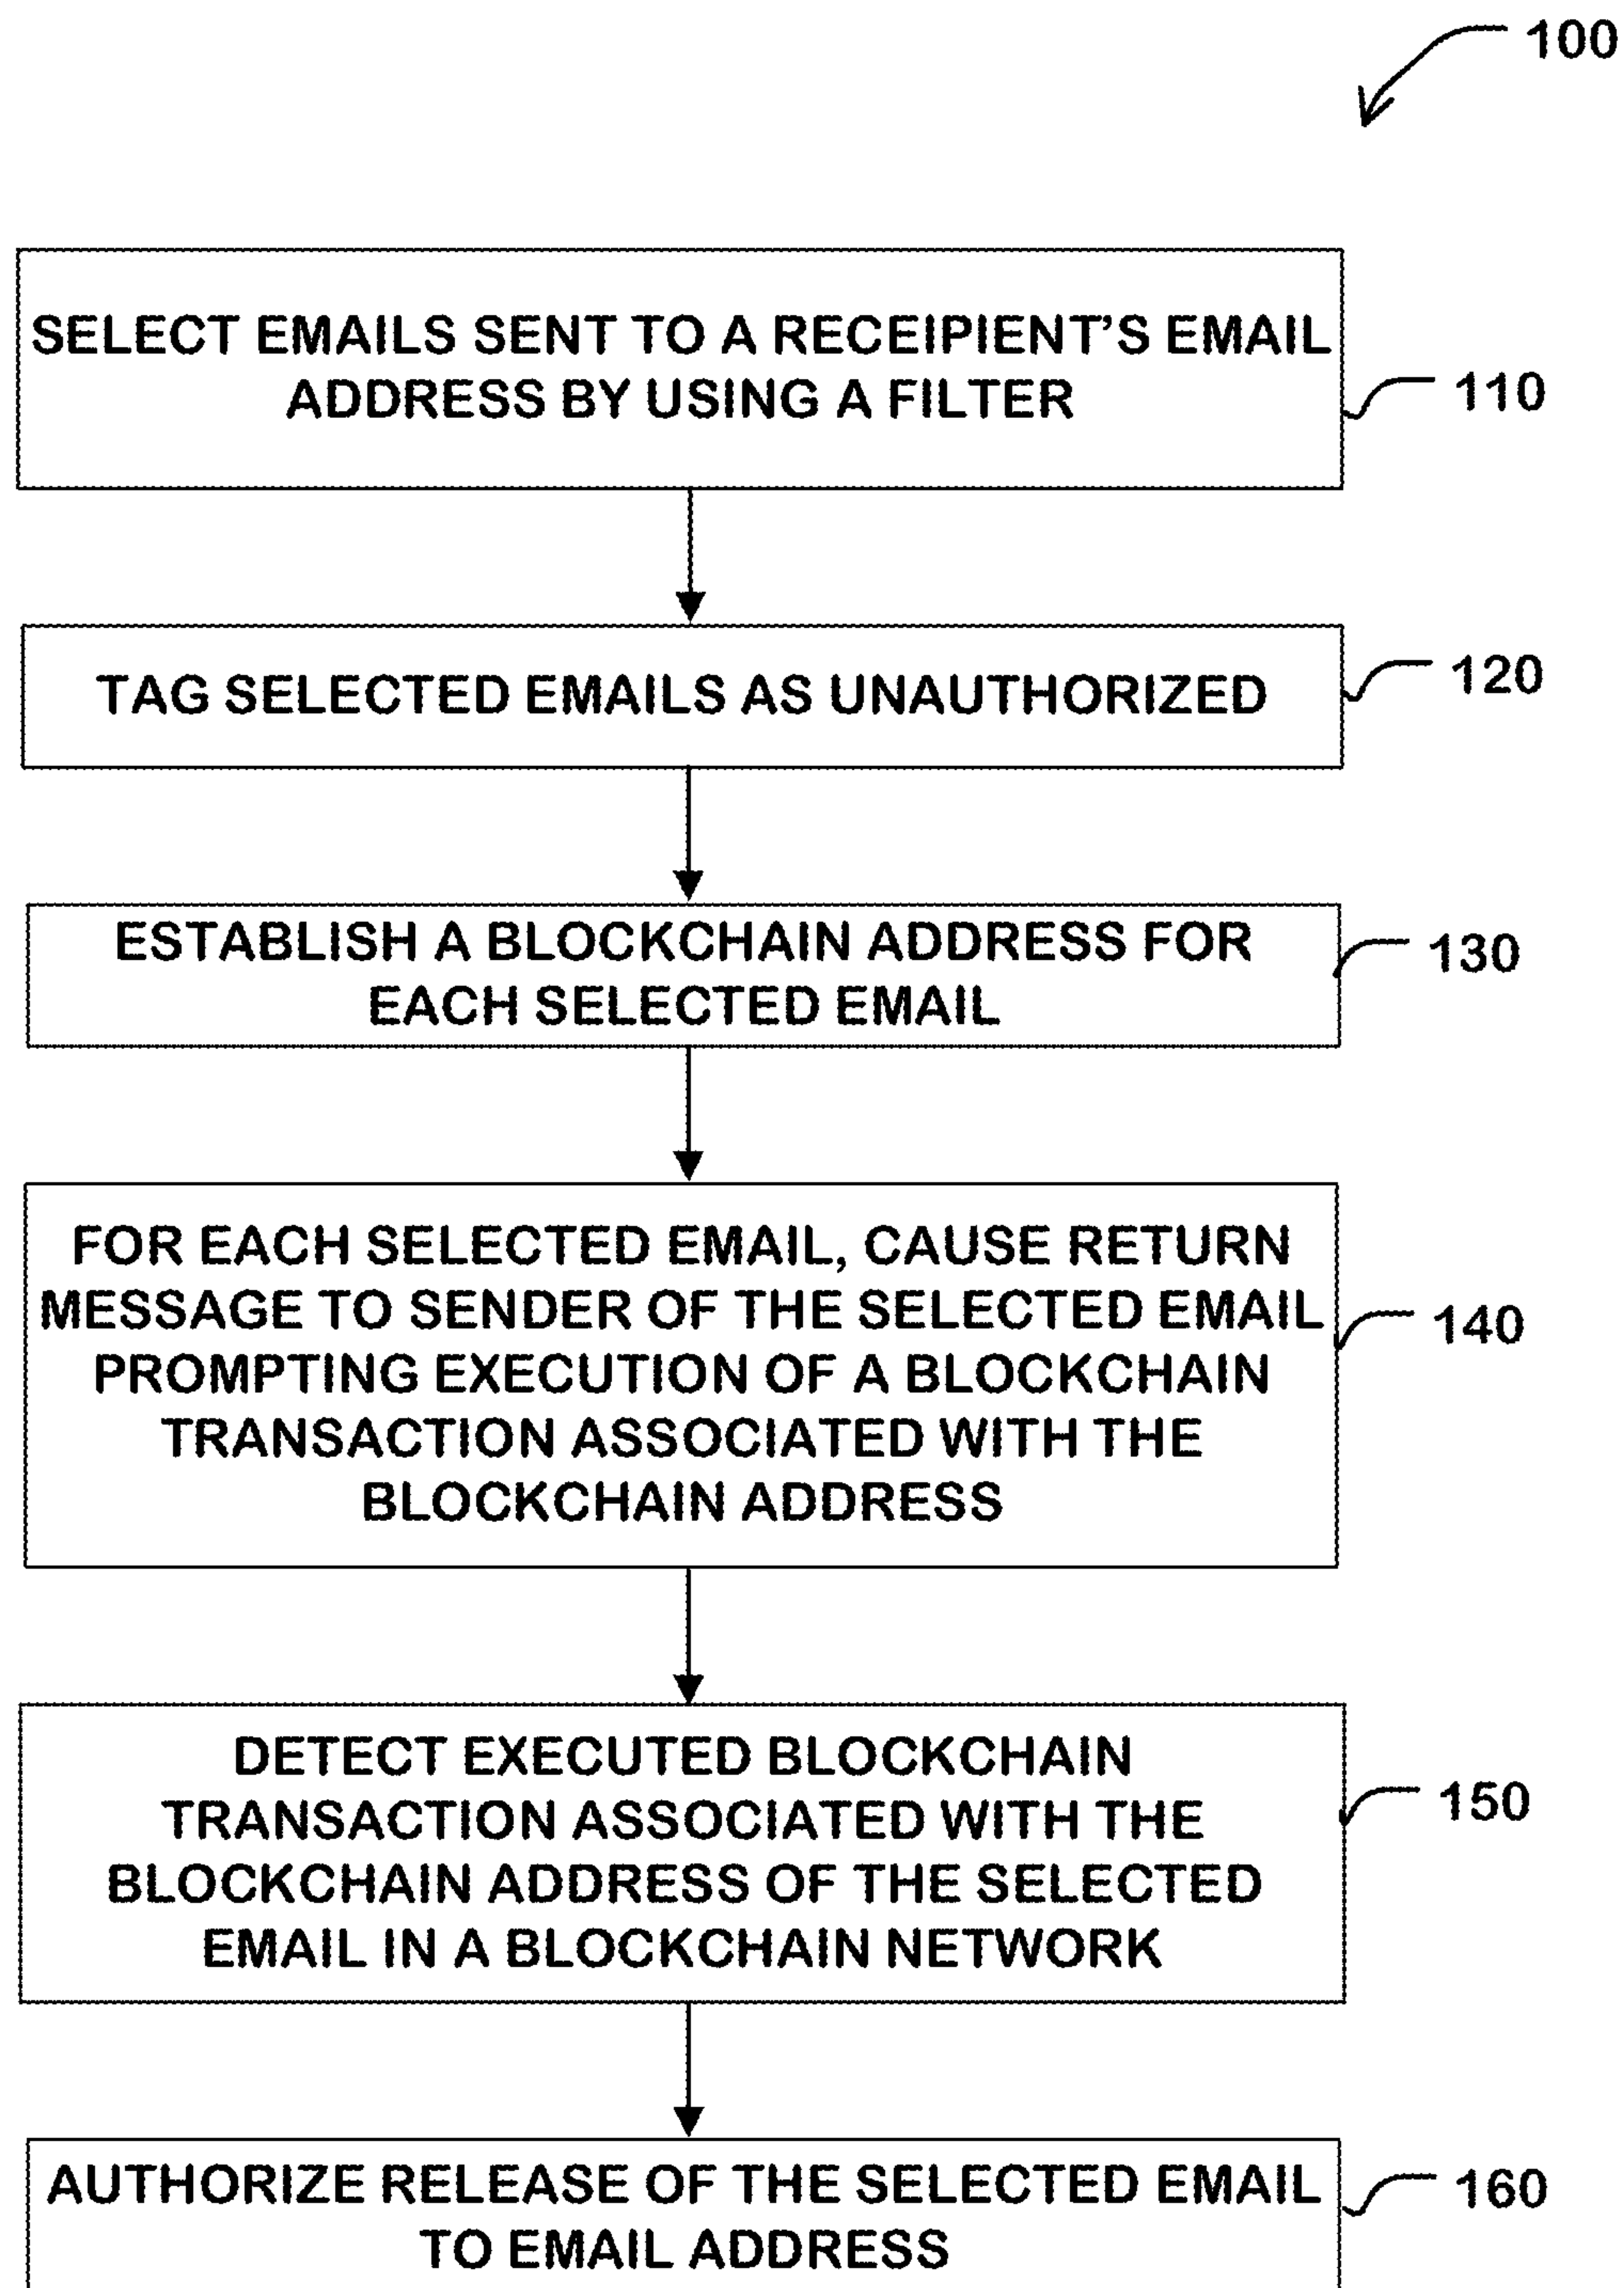 100
SELECT EMAILS SENT TO A RECEIPIENT'S EMAIL
ADDRESS BY USING A FILTER
110
TAG SELECTED EMAILS AS UNAUTHORIZED
120
ESTABLISH A BLOCKCHAIN ADDRESS FOR
EACH SELECTED EMAIL
130
FOR EACH SELECTED EMAIL, CAUSE RETURN
MESSAGE TO SENDER OF THE SELECTED EMAIL
PROMPTING EXECUTION OF A BLOCKCHAIN
TRANSACTION ASSOCIATED WITH THE
BLOCKCHAIN ADDRESS
140
DETECT EXECUTED BLOCKCHAIN
TRANSACTION ASSOCIATED WITH THE
BLOCKCHAIN ADDRESS OF THE SELECTED
EMAIL IN A BLOCKCHAIN NETWORK
150
AUTHORIZE RELEASE OF THE SELECTED EMAIL
TO EMAIL ADDRESS
160